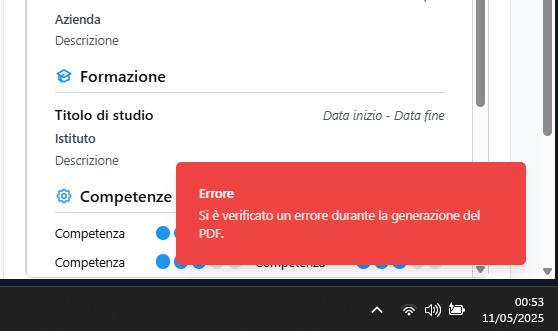 Azienda
Descrizione
Formazione
Titolo di studio Data inizio - Data fine
Istituto
Descrizione
Competenze
Errore
Si è verificato un errore durante la generazione del
PDF.
Competenza
Competenza
00:53
11/05/2025